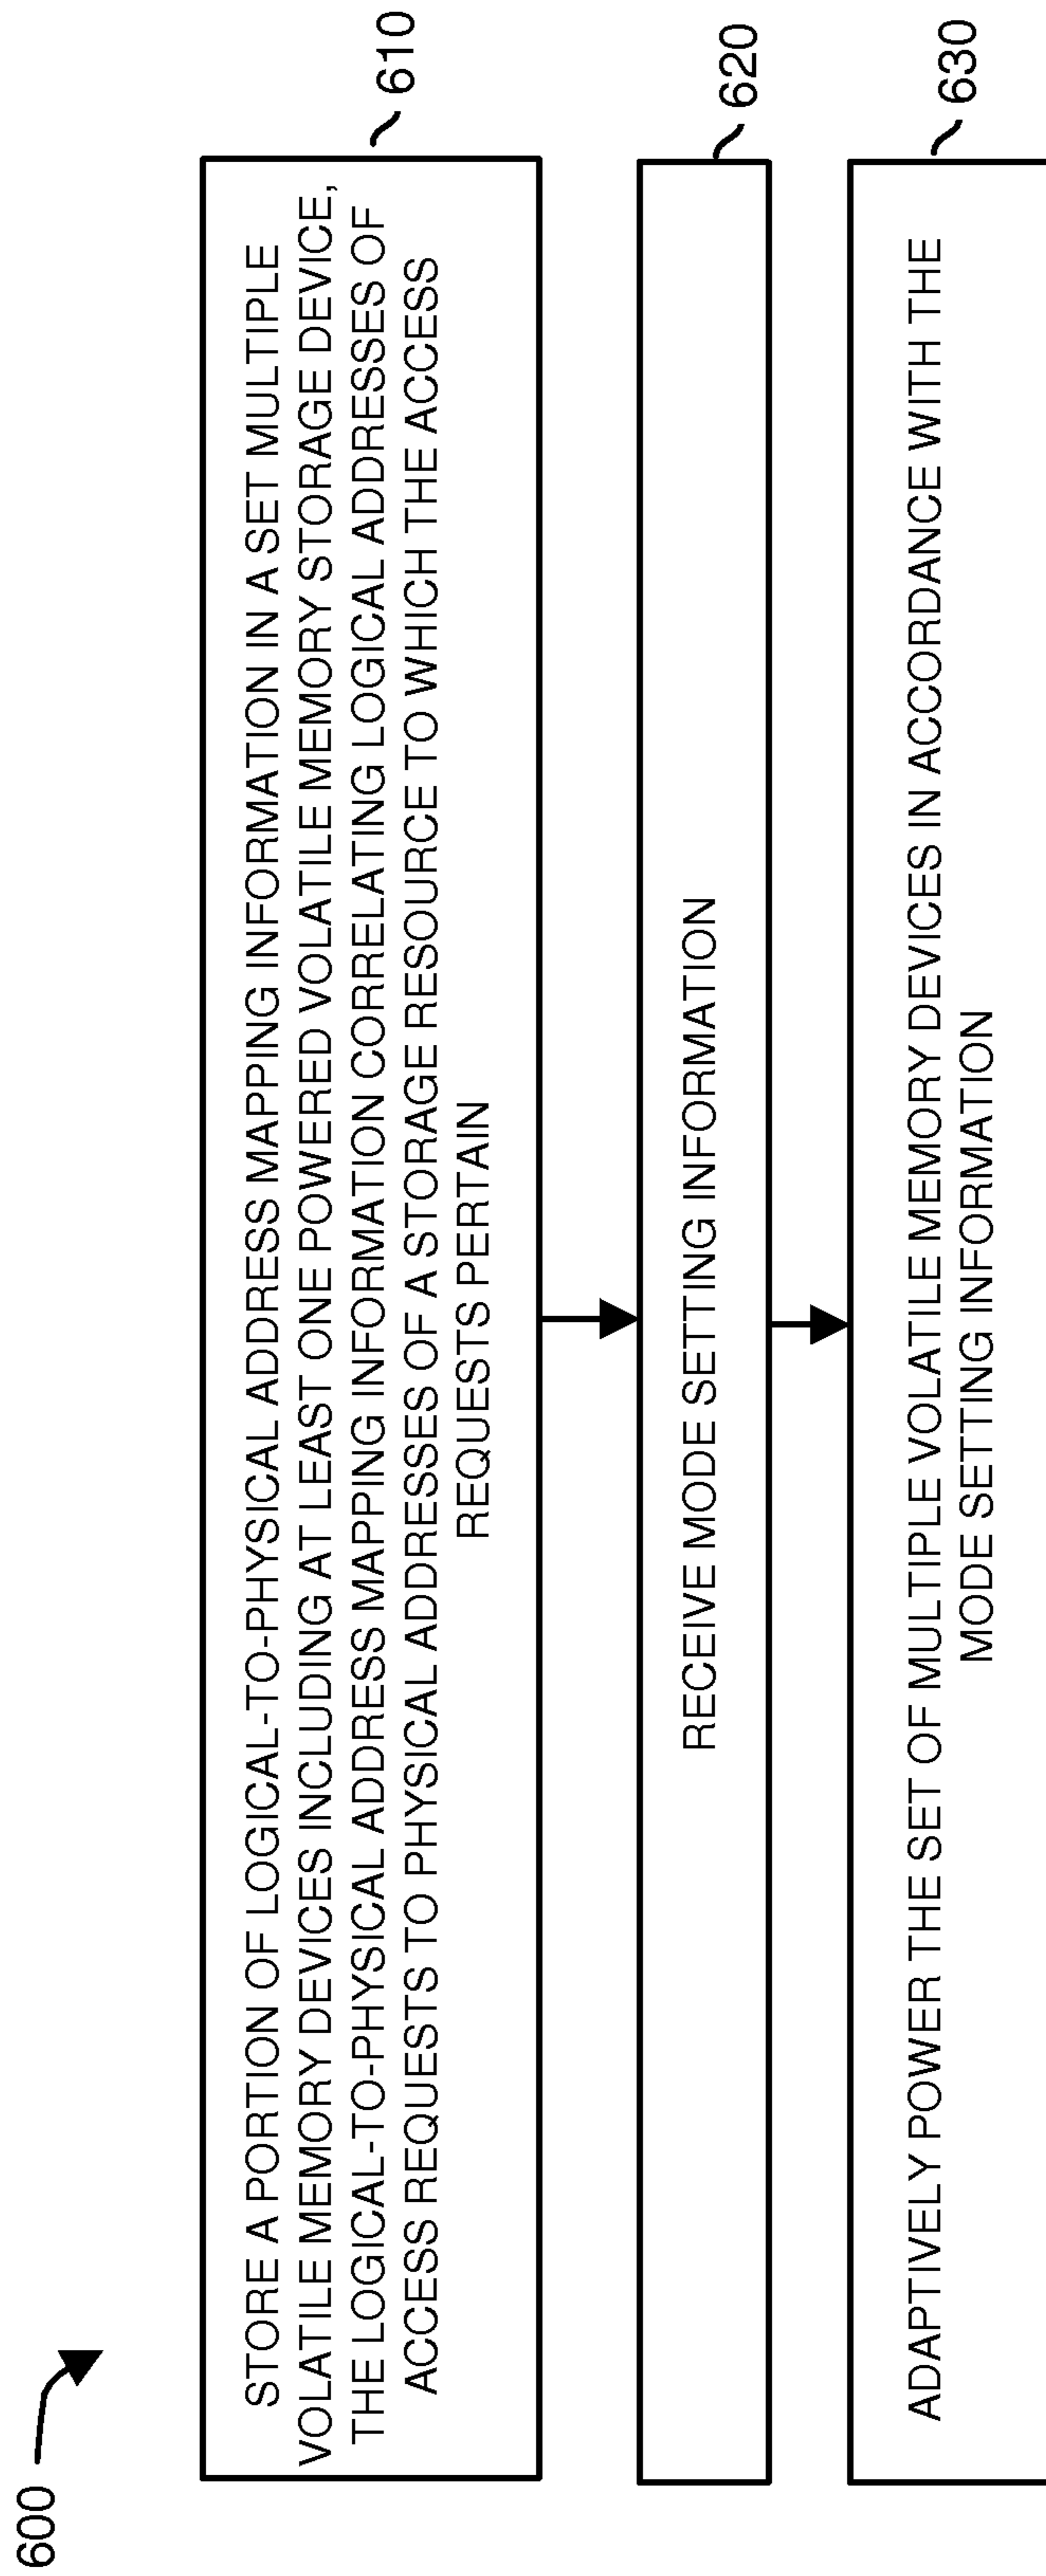 600
STORE A PORTION OF LOGICAL-TO-PHYSICAL ADDRESS MAPPING INFORMATION IN A SET MULTIPLE
VOLATILE MEMORY DEVICES INCLUDING AT LEAST ONE POWERED VOLATILE MEMORY STORAGE DEVICE,
THE LOGICAL-TO-PHYSICAL ADDRESS MAPPING INFORMATION CORRELATING LOGICAL ADDRESSES OF
ACCESS REQUESTS TO PHYSICAL ADDRESSES OF A STORAGE RESOURCE TO WHICH THE ACCESS
REQUESTS PERTAIN
610
RECEIVE MODE SETTING INFORMATION
620
ADAPTIVELY POWER THE SET OF MULTIPLE VOLATILE MEMORY DEVICES IN ACCORDANCE WITH THE
MODE SETTING INFORMATION
630